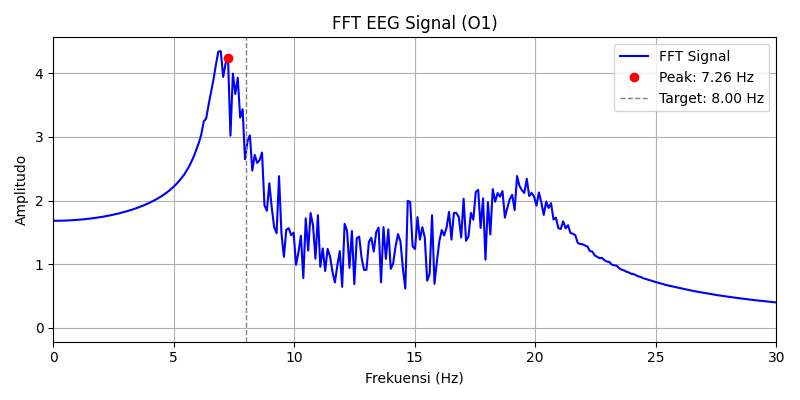 FFT EEG Signal (O1)
FFT Signal
Peak: 7.26 Hz
Target: 8.00 Hz
Amplitudo
4
3
2
1
0
0 5 10 15 20 25 30
Frekuensi (Hz)